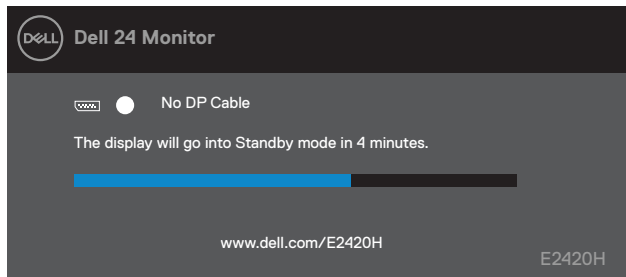 DELL
Dell 24 Monitor
No DP Cable
The display will go into Standby mode in 4 minutes.
www.dell.com/E2420H
E2420H